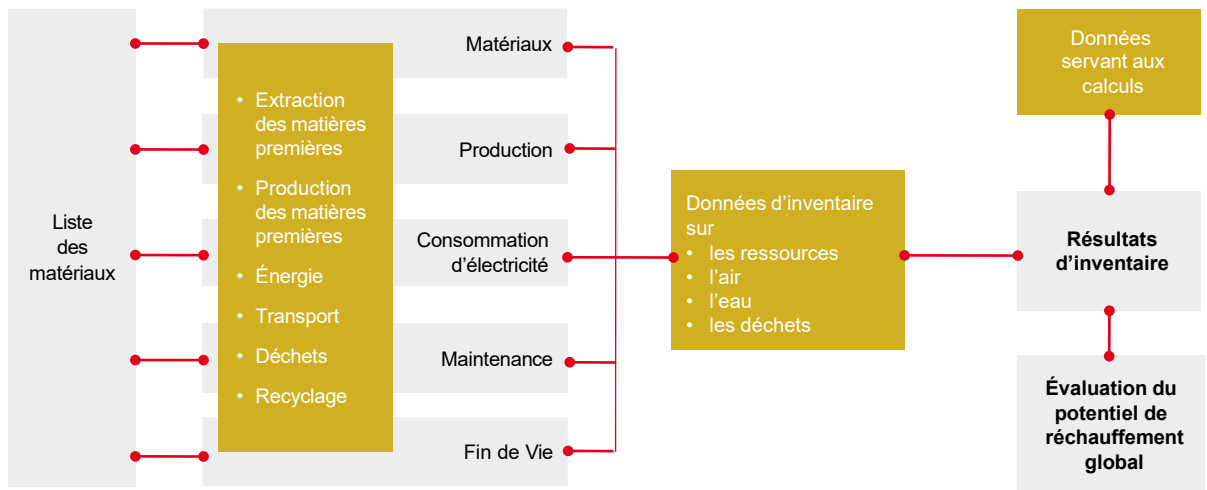 Liste
des
matériaux
• Extraction
des matières
premières
• Production
des matières
premières
• Énergie
• Transport
• Déchets
• Recyclage
Matériaux
Production
Consommation
d’électricité
Maintenance
Fin de Vie
Données d’inventaire
sur
• les ressources
• l’air
• l’eau
• les déchets
Données
servant aux
calculs
Résultats
d’inventaire
Évaluation du
potentiel de
réchauffement
global